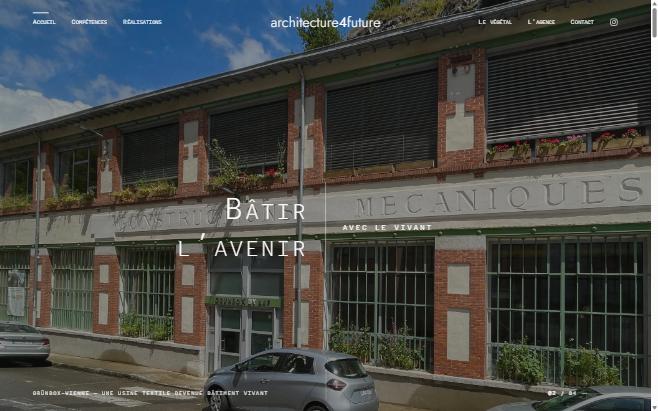 Accueil
Compétences
Réalisations
architecture4future
Le végétal
L'agence
Contact
CONSTRUCTIONS MECANIQUES
Bâtir
l'avenir
avec le vivant
Grünbox-Vienne — Une usine textile devenue bâtiment vivant
02 / 04